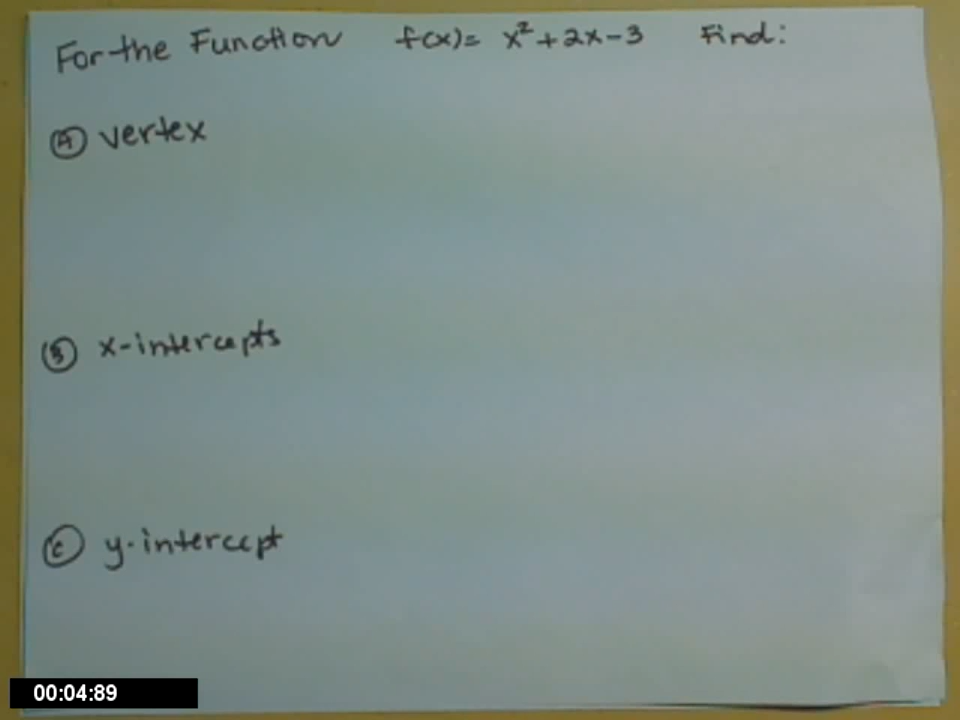 For the Function f(x)= x²+2x-3 Find:
Ⓐ vertex
Ⓑ x-intercepts
Ⓒ y-intercept
00:04:89